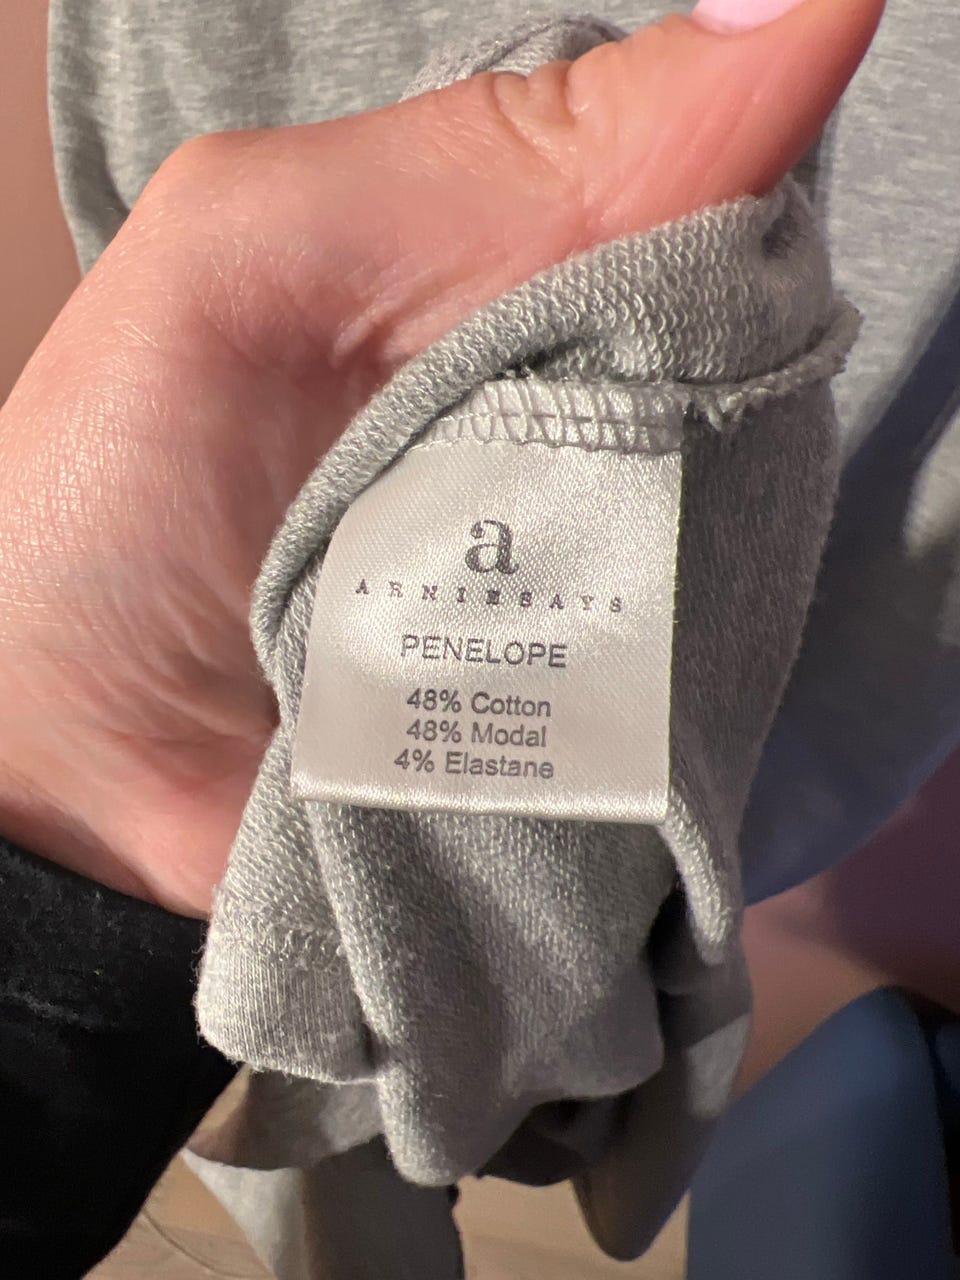 a
ARNIESAYS
PENELOPE
48% Cotton
48% Modal
4% Elastane